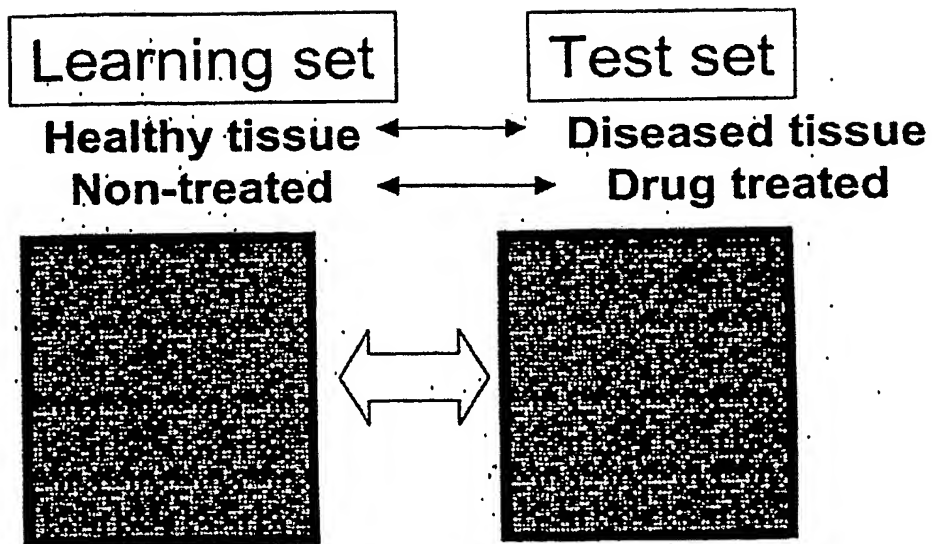 Learning set Test set
Healthy tissue Diseased tissue
Non-treated Drug treated